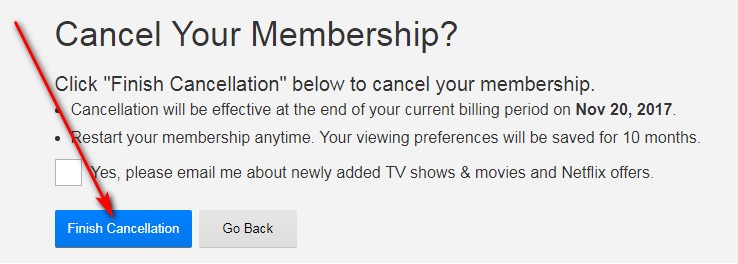 Cancel Your Membership?
Click "Finish Cancellation" below to cancel your membership.
• Cancellation will be effective at the end of your current billing period on Nov 20, 2017.
• Restart your membership anytime. Your viewing preferences will be saved for 10 months.
Yes, please email me about newly added TV shows & movies and Netflix offers.
Finish Cancellation Go Back